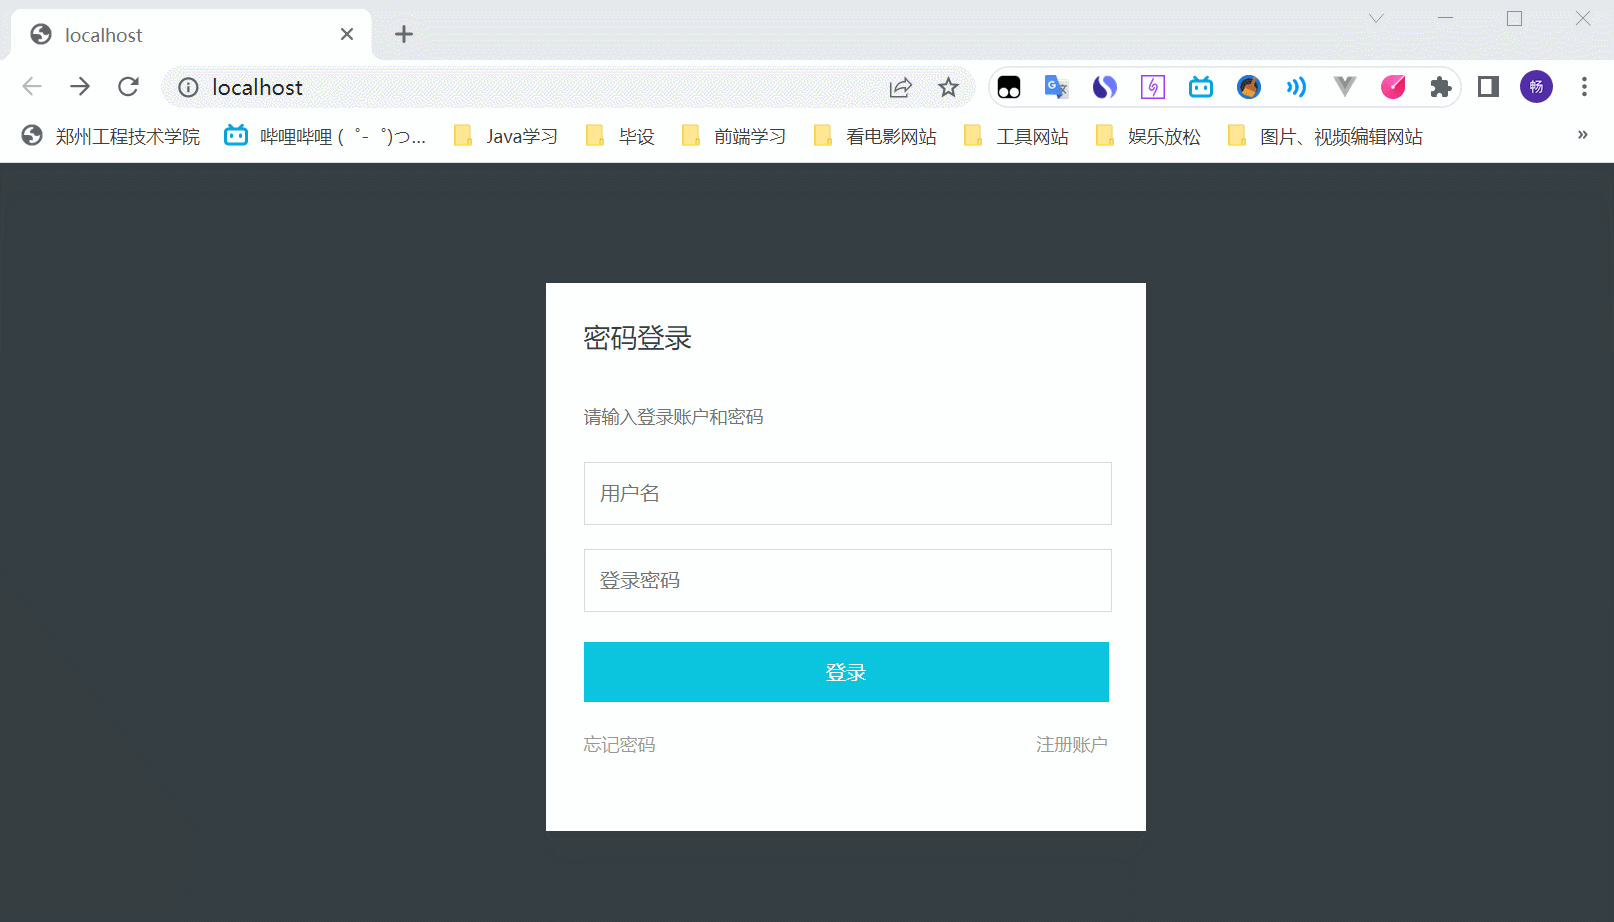 localhost
localhost
畅
郑州工程技术学院 哔哩哔哩 ( ゜- ゜)つ... Java学习 毕设 前端学习 看电影网站 工具网站 娱乐放松 图片、视频编辑网站 »
密码登录
请输入登录账户和密码
用户名
登录密码
登录
忘记密码 注册账户